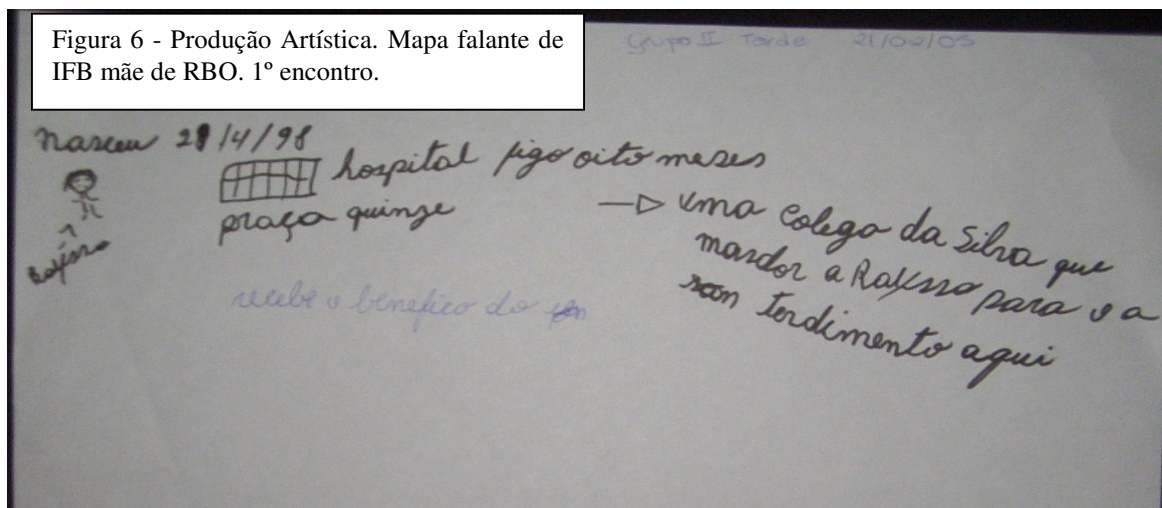 Figura 6 - Produção Artística. Mapa falante de
IFB mãe de RBO. 1º encontro.
Grupo II Tarde 21/02/05
nasceu 28/4/98
hospital figo oito meses
praça quinze
→ uma colega da Silva que
mandor a para o a
tendimento aqui
recebe o benefico do